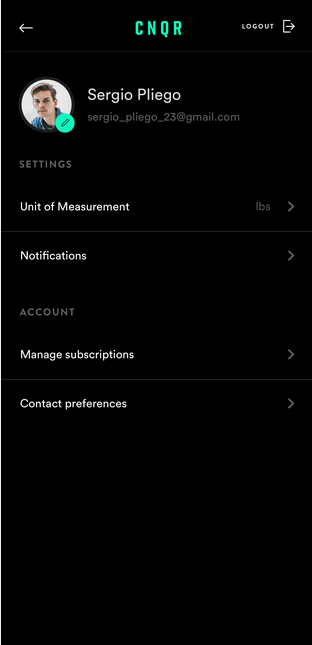 CNQR
LOGOUT
Sergio Pliego
sergio_pliego_23@gmail.com
SETTINGS
Unit of Measurement lbs
Notifications
ACCOUNT
Manage subscriptions
Contact preferences